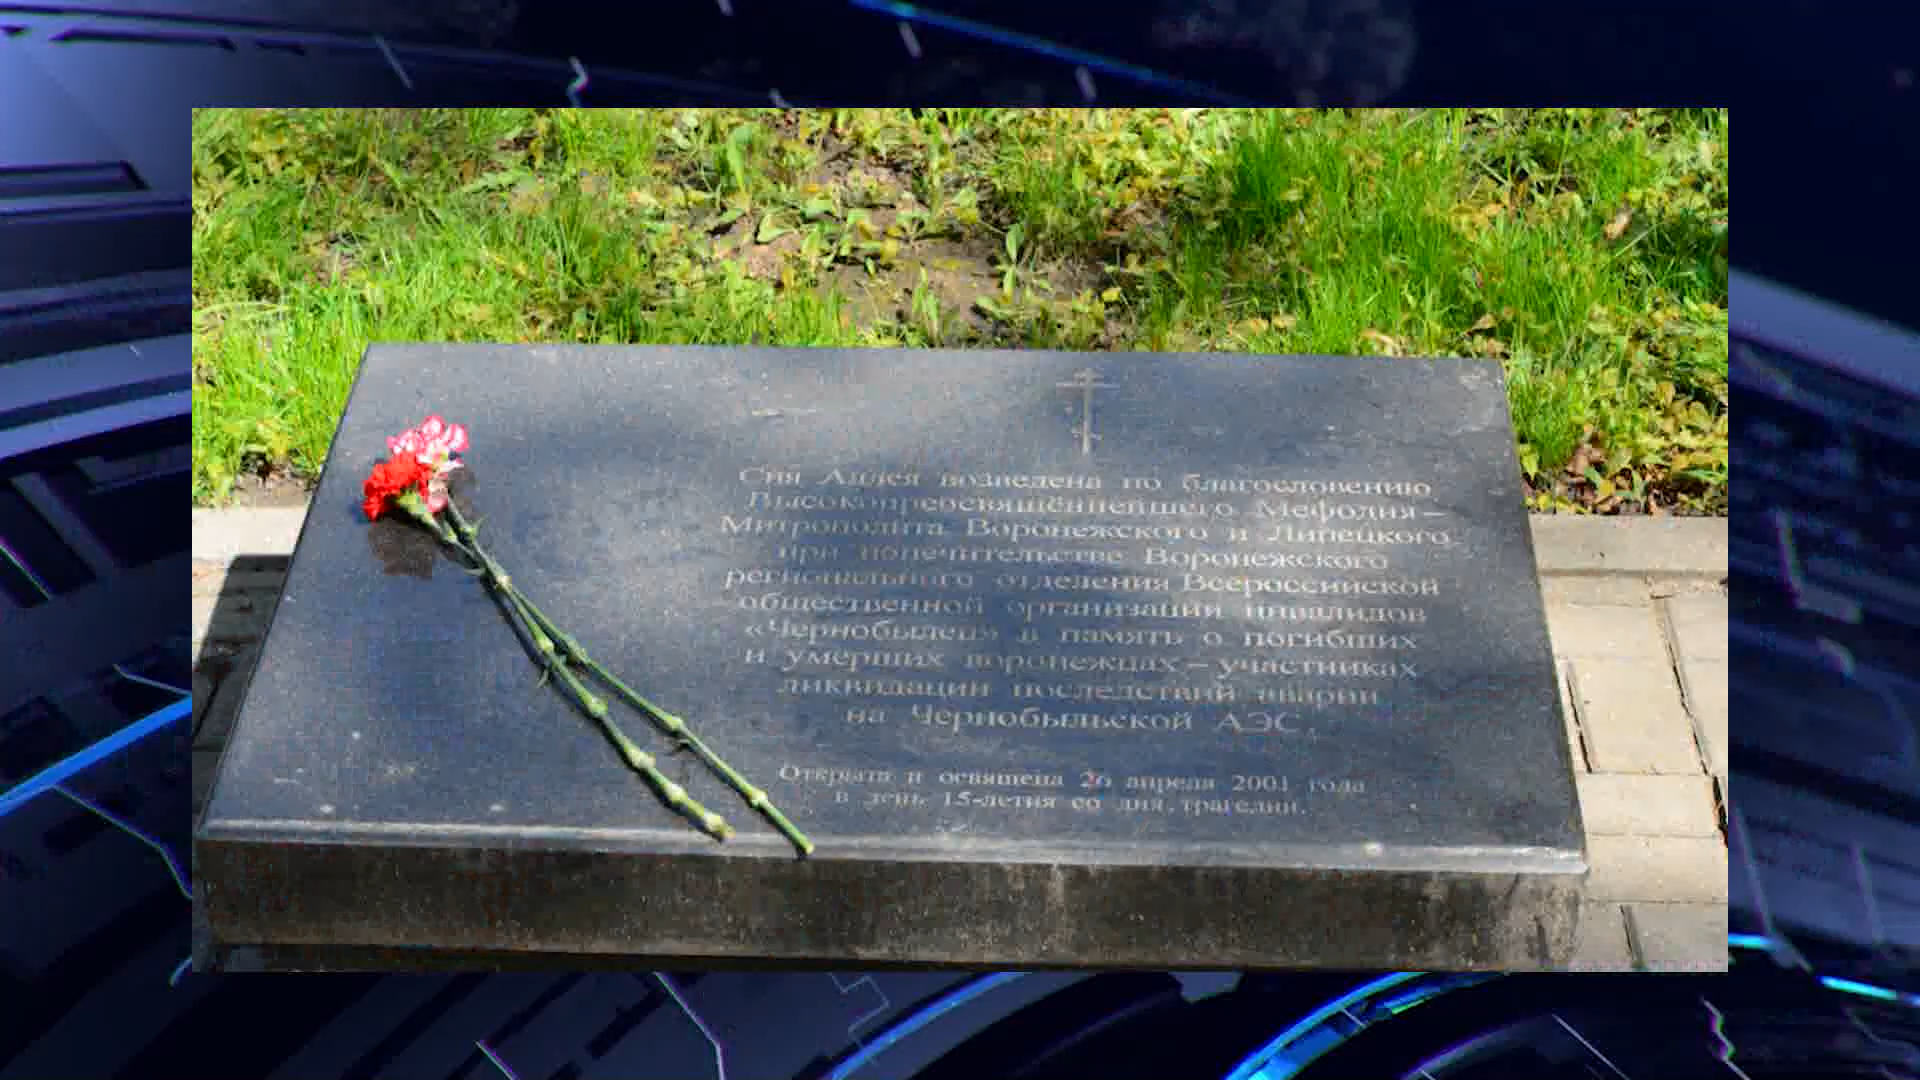 Сия Аллея возведена по благословению
Высокопреосвященнейшего Мефодия –
Митрополита Воронежского и Липецкого
при попечительстве Воронежского
регионального отделения Всероссийской
общественной организации инвалидов
«Чернобылец» в память о погибших
и умерших воронежцах – участниках
ликвидации последствий аварии
на Чернобыльской АЭС.
Открыта и освящена 26 апреля 2001 года
в день 15-летия со дня трагедии.